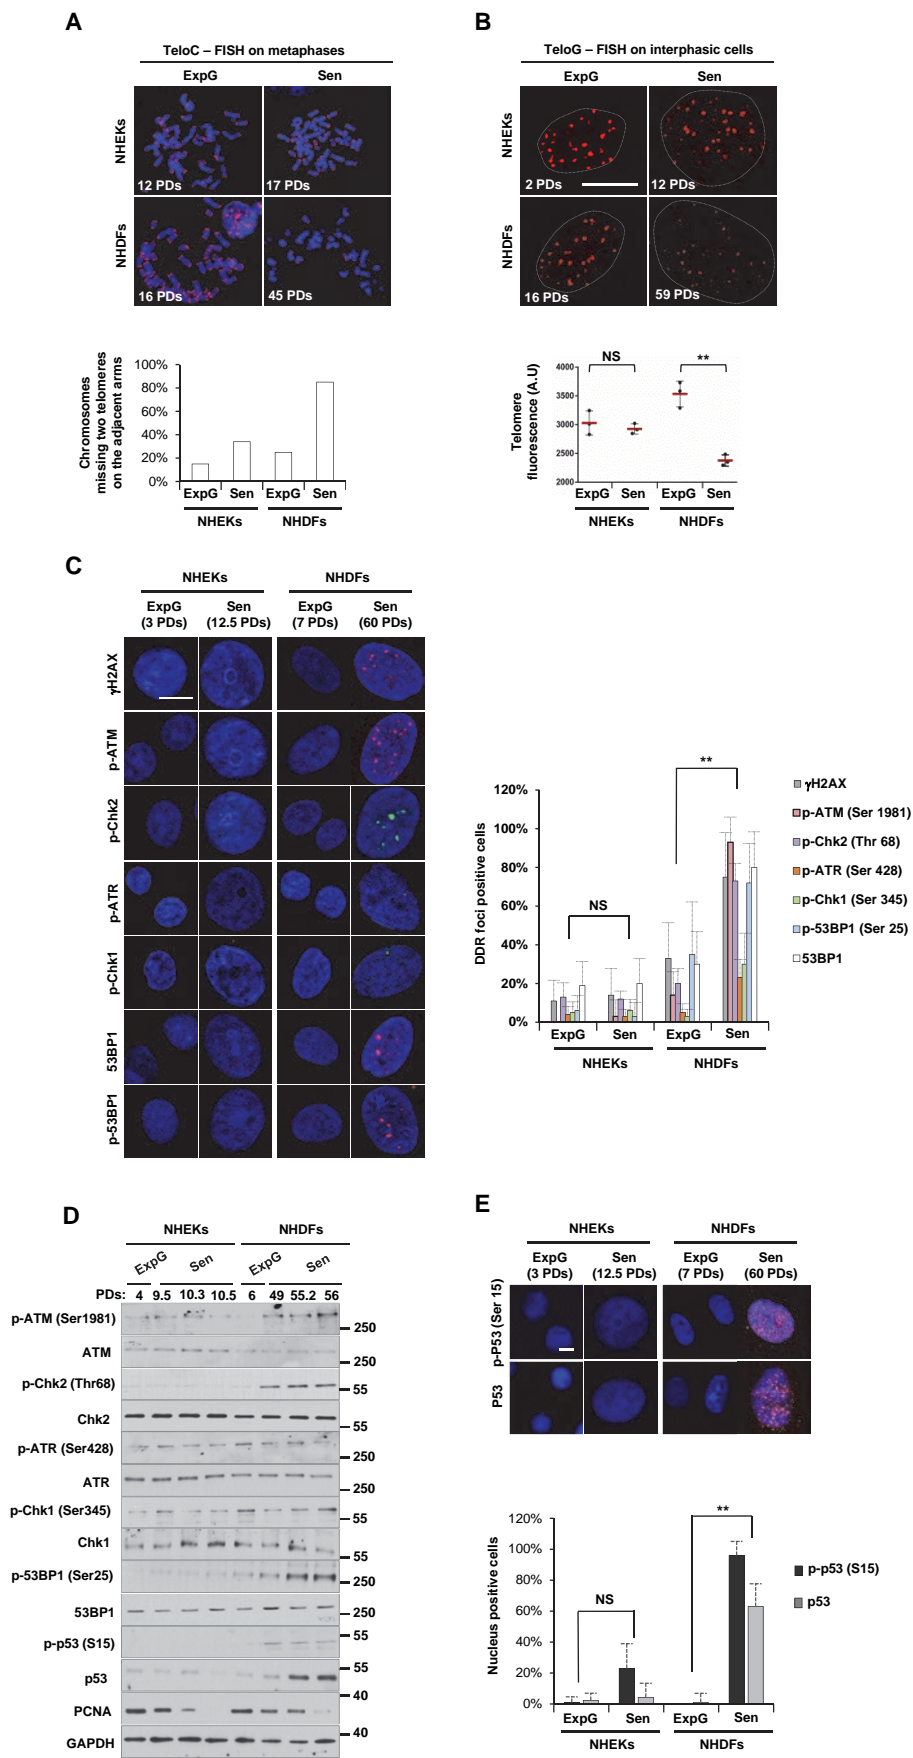 A
TeloC – FISH on metaphases
ExpG Sen
NHEKs
12 PDs 17 PDs
NHDFs
16 PDs 45 PDs
Chromosomes
missing two telomeres
on the adjacent arms
100%
80%
60%
40%
20%
0%
ExpG Sen ExpG Sen
NHEKs NHDFs
B
TeloG – FISH on interphasic cells
ExpG Sen
NHEKs
2 PDs 12 PDs
NHDFs
16 PDs 59 PDs
Telomere
fluorescence (A.U)
NS **
4000
3500
3000
2500
2000
ExpG Sen ExpG Sen
NHEKs NHDFs
C
NHEKs NHDFs
ExpG Sen ExpG Sen
(3 PDs) (12.5 PDs) (7 PDs) (60 PDs)
γH2AX
p-ATM
p-Chk2
p-ATR
p-Chk1
53BP1
p-53BP1
DDR foci positive cells
120%
100%
80%
60%
40%
20%
0%
NS
**
ExpG Sen ExpG Sen
NHEKs NHDFs
γH2AX
p-ATM (Ser 1981)
p-Chk2 (Thr 68)
p-ATR (Ser 428)
p-Chk1 (Ser 345)
p-53BP1 (Ser 25)
53BP1
D
NHEKs NHDFs
ExpG Sen ExpG Sen
PDs: 4 9.5 10.3 10.5 6 49 55.2 56
p-ATM (Ser1981) 250
ATM 250
p-Chk2 (Thr68) 55
Chk2 55
p-ATR (Ser428) 250
ATR 250
p-Chk1 (Ser345) 55
Chk1 55
p-53BP1 (Ser25) 250
53BP1 250
p-p53 (S15) 55
p53 55
40
PCNA
GAPDH 40
E
NHEKs NHDFs
ExpG Sen ExpG Sen
(3 PDs) (12.5 PDs) (7 PDs) (60 PDs)
p-P53 (Ser 15)
P53
Nucleus positive cells
120%
100%
80%
60%
40%
20%
0%
NS
**
ExpG Sen ExpG Sen
NHEKs NHDFs
p-p53 (S15)
p53